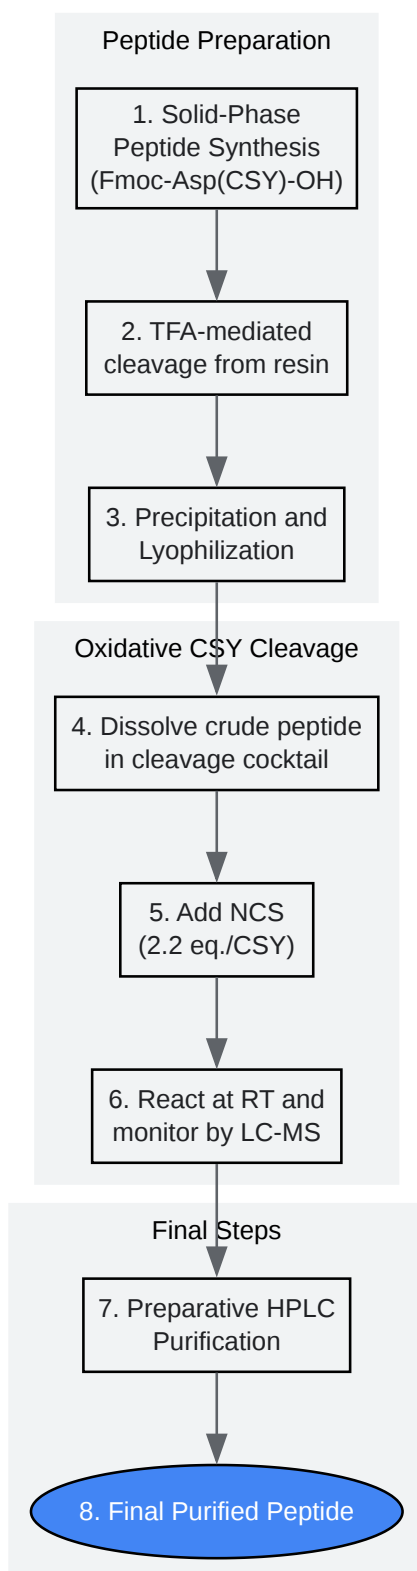 Peptide Preparation
1. Solid-Phase
Peptide Synthesis
(Fmoc-Asp(CSY)-OH)
2. TFA-mediated
cleavage from resin
3. Precipitation and
Lyophilization
Oxidative CSY Cleavage
4. Dissolve crude peptide
in cleavage cocktail
5. Add NCS
(2.2 eq./CSY)
6. React at RT and
monitor by LC-MS
Final Steps
7. Preparative HPLC
Purification
8. Final Purified Peptide